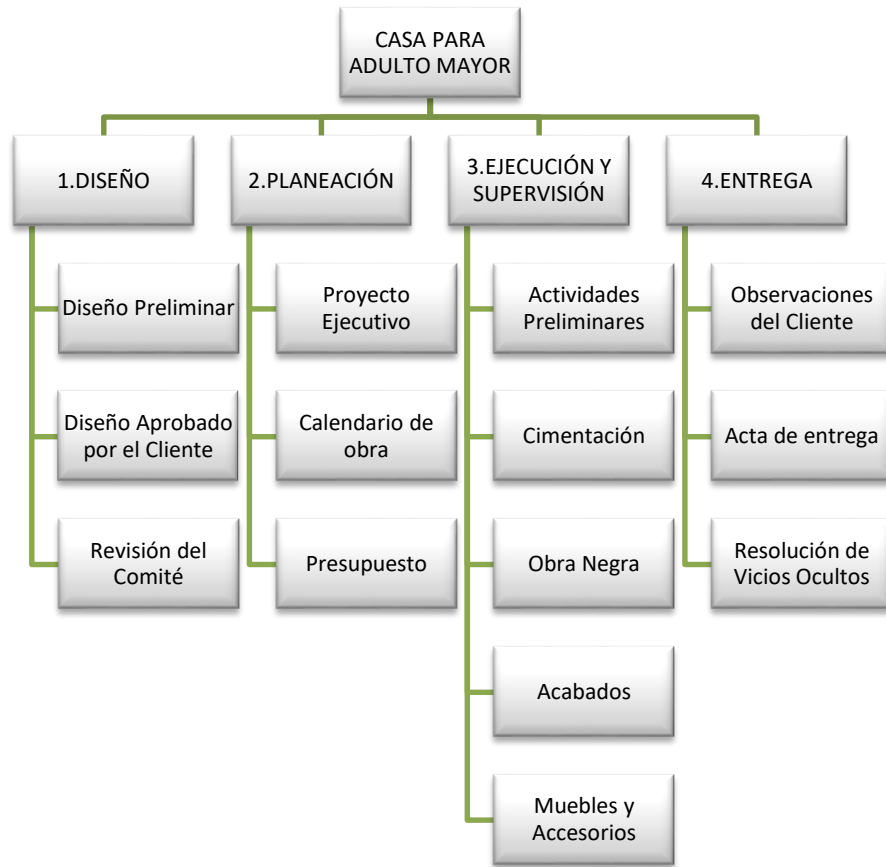 CASA PARA
ADULTO MAYOR
1.DISEÑO
Diseño Preliminar
Diseño Aprobado
por el Cliente
Revisión del
Comité
2.PLANEACIÓN
Proyecto
Ejecutivo
Calendario de
obra
Presupuesto
3.EJECUCIÓN Y
SUPERVISIÓN
Actividades
Preliminares
Cimentación
Obra Negra
Acabados
Muebles y
Accesorios
4.ENTREGA
Observaciones
del Cliente
Acta de entrega
Resolución de
Vicios Ocultos